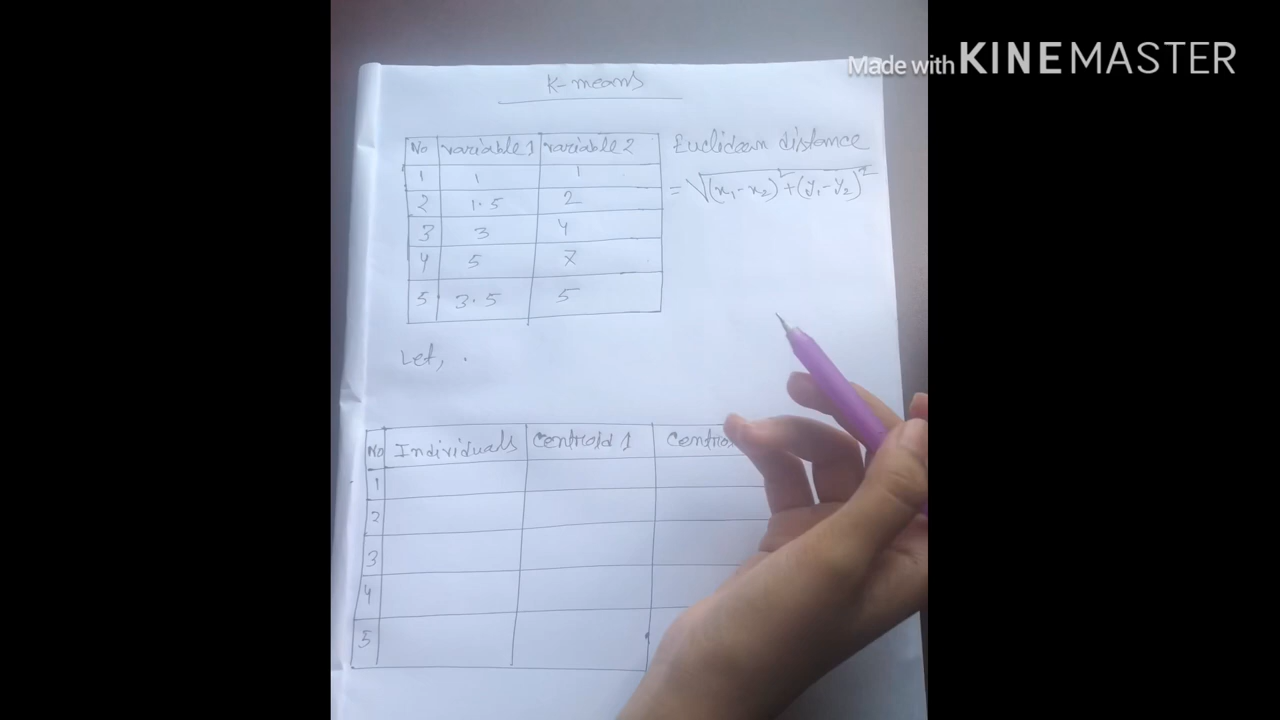 Made with KINEMASTER
K-means
No variable 1 variable 2
1 1 1
2 1.5 2
3 3 4
4 5 7
5 3.5 5
Euclidean distance
= √(x₁-x₂)²+(y₁-y₂)²
Let,
No Individuals Centroid 1
1
2
3
4
5